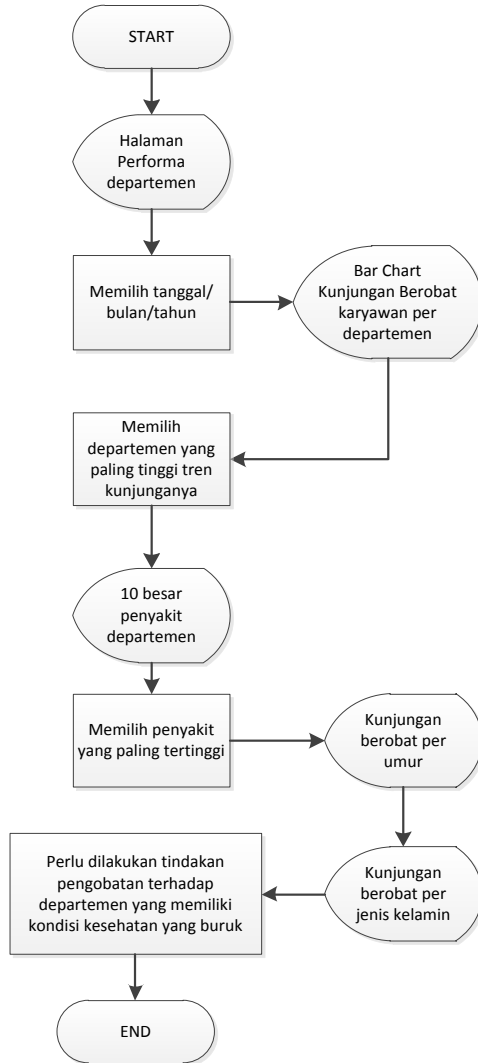 START
Halaman
Performa
departemen
Memilih tanggal/
bulan/tahun
Bar Chart
Kunjungan Berobat
karyawan per
departemen
Memilih
departemen yang
paling tinggi tren
kunjunganya
10 besar
penyakit
departemen
Memilih penyakit
yang paling tertinggi
Kunjungan
berobat per
umur
Kunjungan
berobat per
jenis kelamin
Perlu dilakukan tindakan
pengobatan terhadap
departemen yang memiliki
kondisi kesehatan yang buruk
END